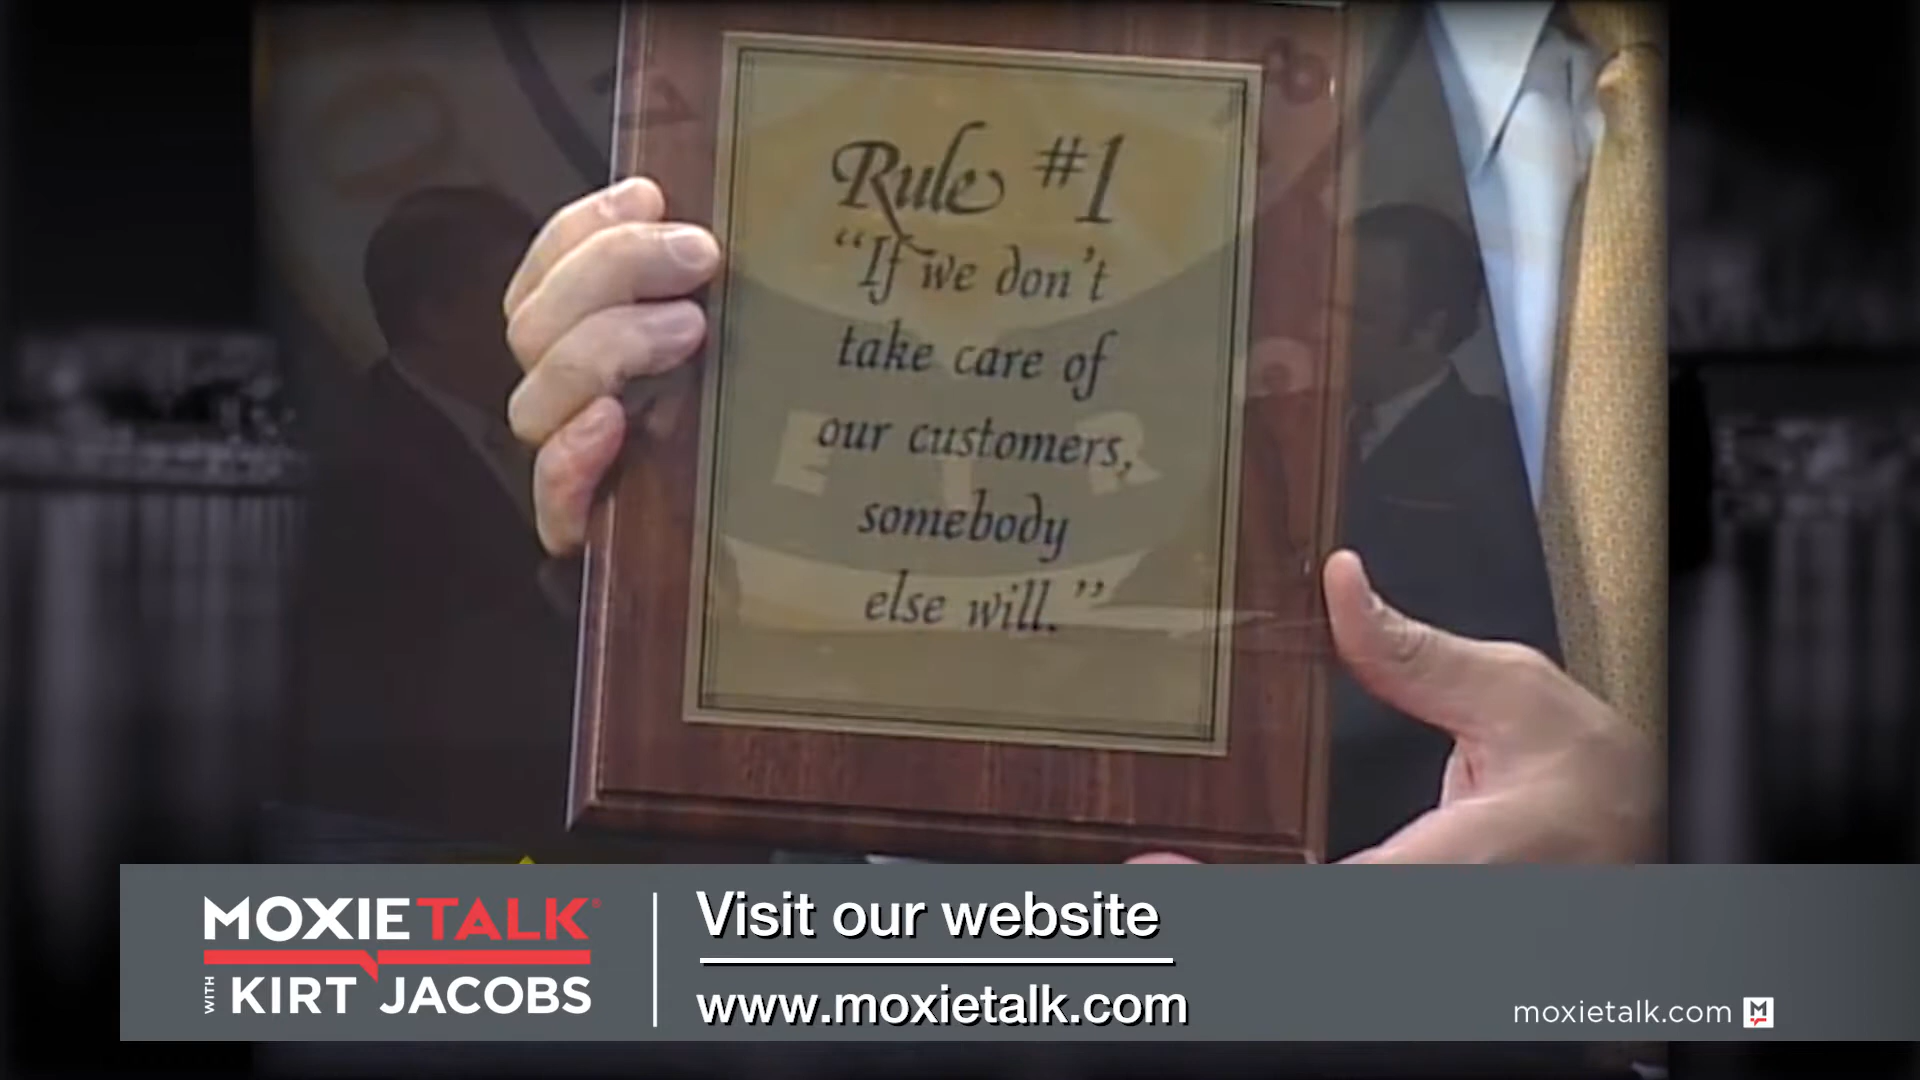 Rule #1
“If we don't
take care of
our customers,
somebody
else will.”
MOXIETALK®
WITH KIRT JACOBS
Visit our website
www.moxietalk.com
moxietalk.com M